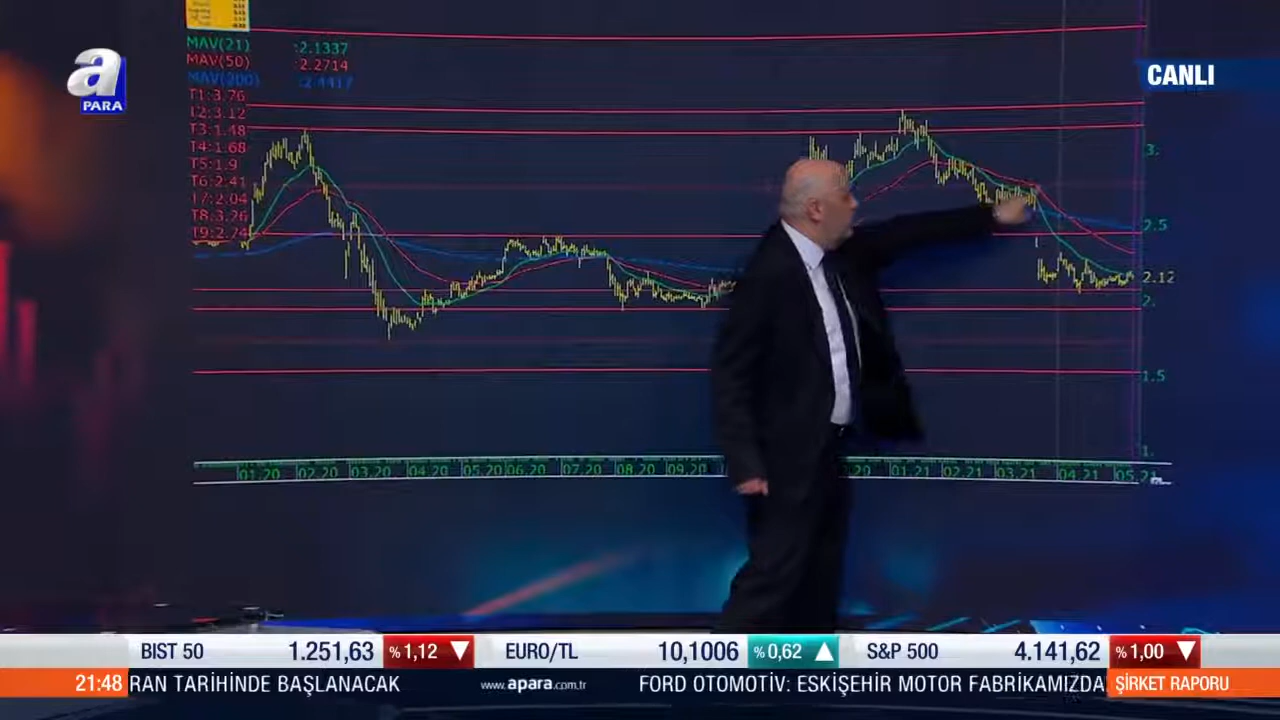 a
PARA
CANLI
MAV(21) :2.1337
MAV(50) :2.2714
MAV(200) :2.4417
T1:3.76
T2:3.12
T3:1.48
T4:1.68
T5:1.9
T6:2.41
T7:2.04
T8:3.26
T9:2.74
3.
2.5
2.12
2.
1.5
1.
01.20 02.20 03.20 04.20 05.20 06.20 07.20 08.20 09.20 01.21 02.21 03.21 04.21 05.21
BIST 50 1.251,63 %1,12 EURO/TL 10,1006 %0,62 S&P 500 4.141,62 %1,00
21:48 RAN TARİHİNDE BAŞLANACAK www.apara.com.tr FORD OTOMOTİV: ESKİŞEHİR MOTOR FABRİKAMIZDA ŞİRKET RAPORU